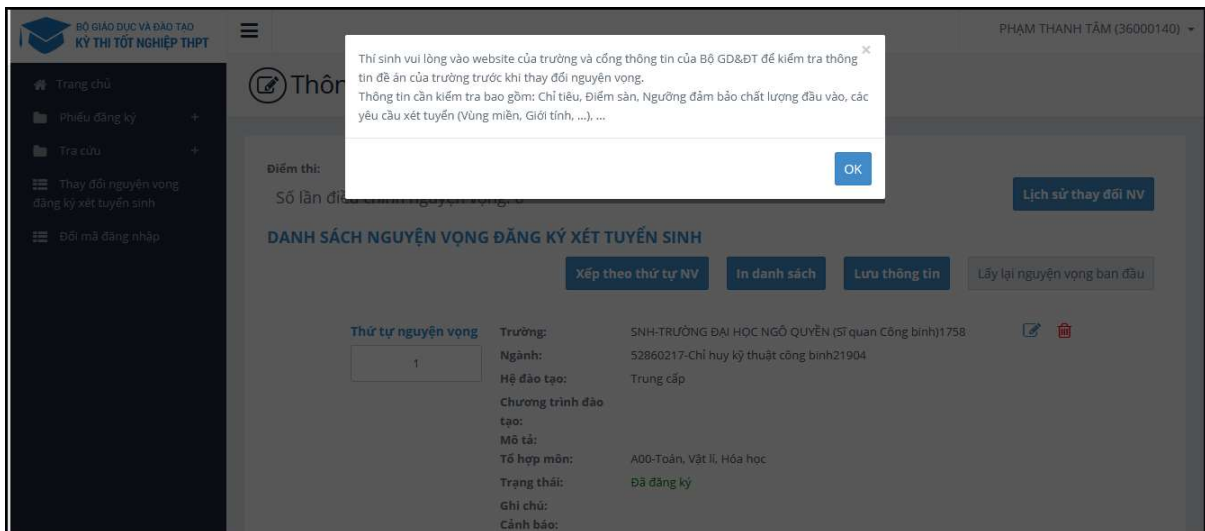 BỘ GIÁO DỤC VÀ ĐÀO TẠO
KỲ THI TỐT NGHIỆP THPT
PHẠM THANH TÂM (36000140)
Trang chủ
Phiếu đăng ký +
Tra cứu +
Thay đổi nguyện vọng
đăng ký xét tuyển sinh
Đổi mã đăng nhập
×
Thí sinh vui lòng vào website của trường và cổng thông tin của Bộ GD&ĐT để kiểm tra thông
tin đề án của trường trước khi thay đổi nguyện vọng.
Thông tin cần kiểm tra bao gồm: Chỉ tiêu, Điểm sàn, Ngưỡng đảm bảo chất lượng đầu vào, các
yêu cầu xét tuyển (Vùng miền, Giới tính, ...), ...
OK
Thôn
Điểm thi:
Số lần điều chỉnh nguyện vọng:
Lịch sử thay đổi NV
DANH SÁCH NGUYỆN VỌNG ĐĂNG KÝ XÉT TUYỂN SINH
Xếp theo thứ tự NV In danh sách Lưu thông tin Lấy lại nguyện vọng ban đầu
Thứ tự nguyện vọng
1
Trường: SNH-TRƯỜNG ĐẠI HỌC NGÔ QUYỀN (Sĩ quan Công binh)1758
Ngành: 52860217-Chỉ huy kỹ thuật công binh21904
Hệ đào tạo: Trung cấp
Chương trình đào
tạo:
Mô tả:
Tổ hợp môn: A00-Toán, Vật lí, Hóa học
Trạng thái: Đã đăng ký
Ghi chú:
Cảnh báo: